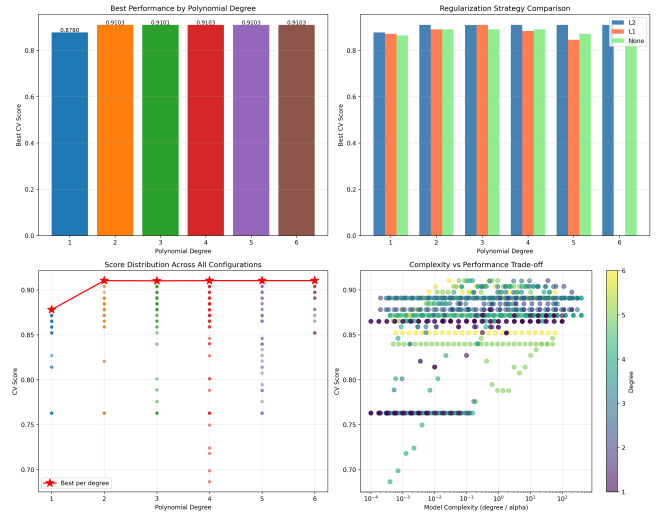 Best Performance by Polynomial Degree
0.8780
0.9103
0.9101
0.9103
0.9103
0.9103
Best CV Score
0.8
0.6
0.4
0.2
0.0
1 2 3 4 5 6
Polynomial Degree
Regularization Strategy Comparison
L2
L1
None
Best CV Score
0.8
0.6
0.4
0.2
0.0
1 2 3 4 5 6
Polynomial Degree
Score Distribution Across All Configurations
CV Score
0.90
0.85
0.80
0.75
0.70
Best per degree
1 2 3 4 5 6
Polynomial Degree
Complexity vs Performance Trade-off
CV Score
0.90
0.85
0.80
0.75
0.70
10⁻⁴ 10⁻³ 10⁻² 10⁻¹ 10⁰ 10¹ 10²
Model Complexity (degree / alpha)
6
5
4
3
2
1
Degree